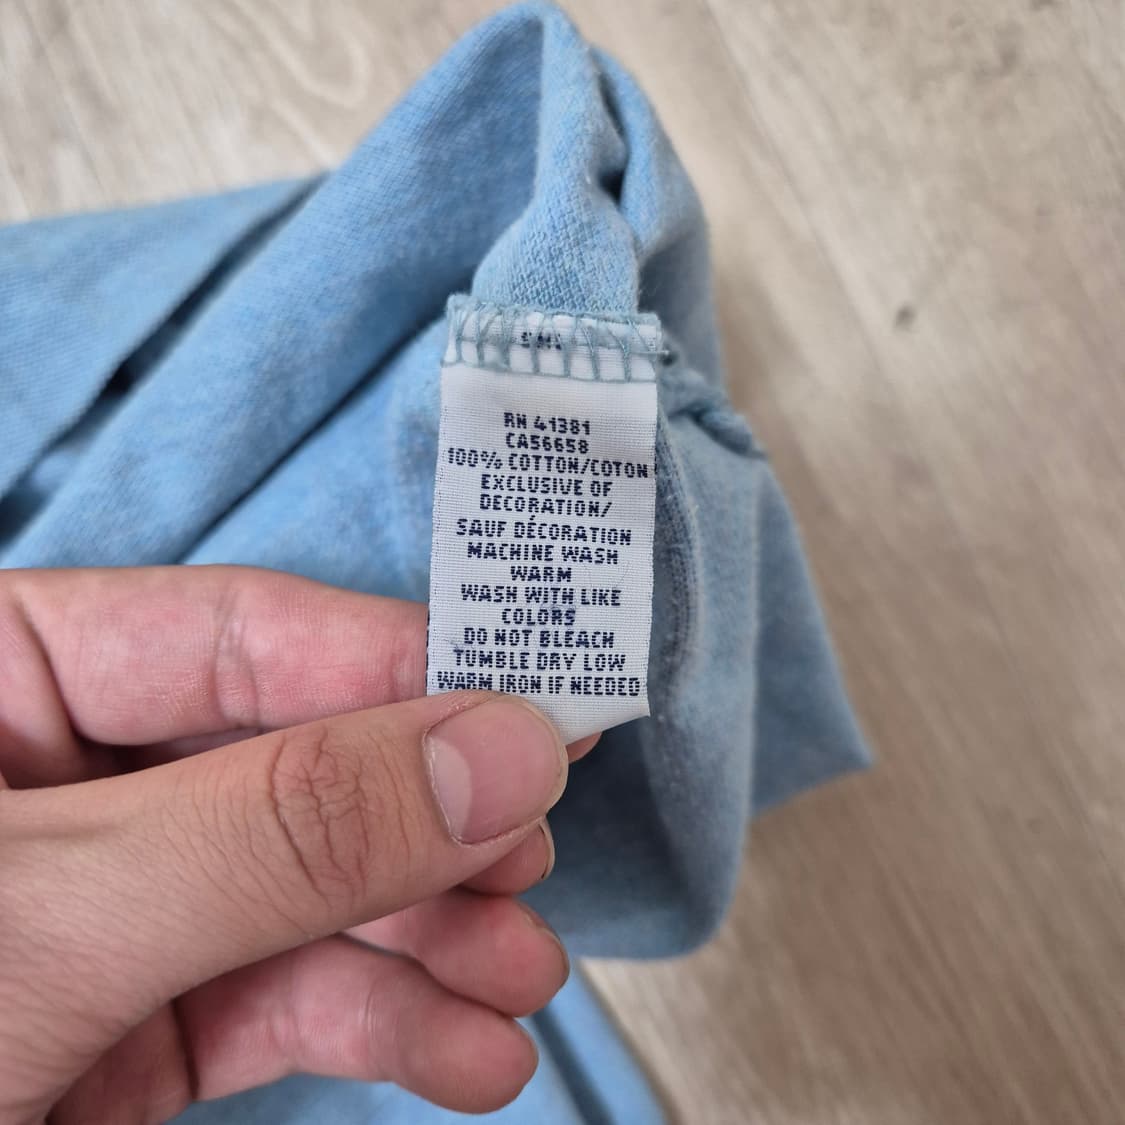 RN 41381
CA56658
100% COTTON/COTON
EXCLUSIVE OF
DECORATION/
SAUF DÉCORATION
MACHINE WASH
WARM
WASH WITH LIKE
COLORS
DO NOT BLEACH
TUMBLE DRY LOW
WARM IRON IF NEEDED